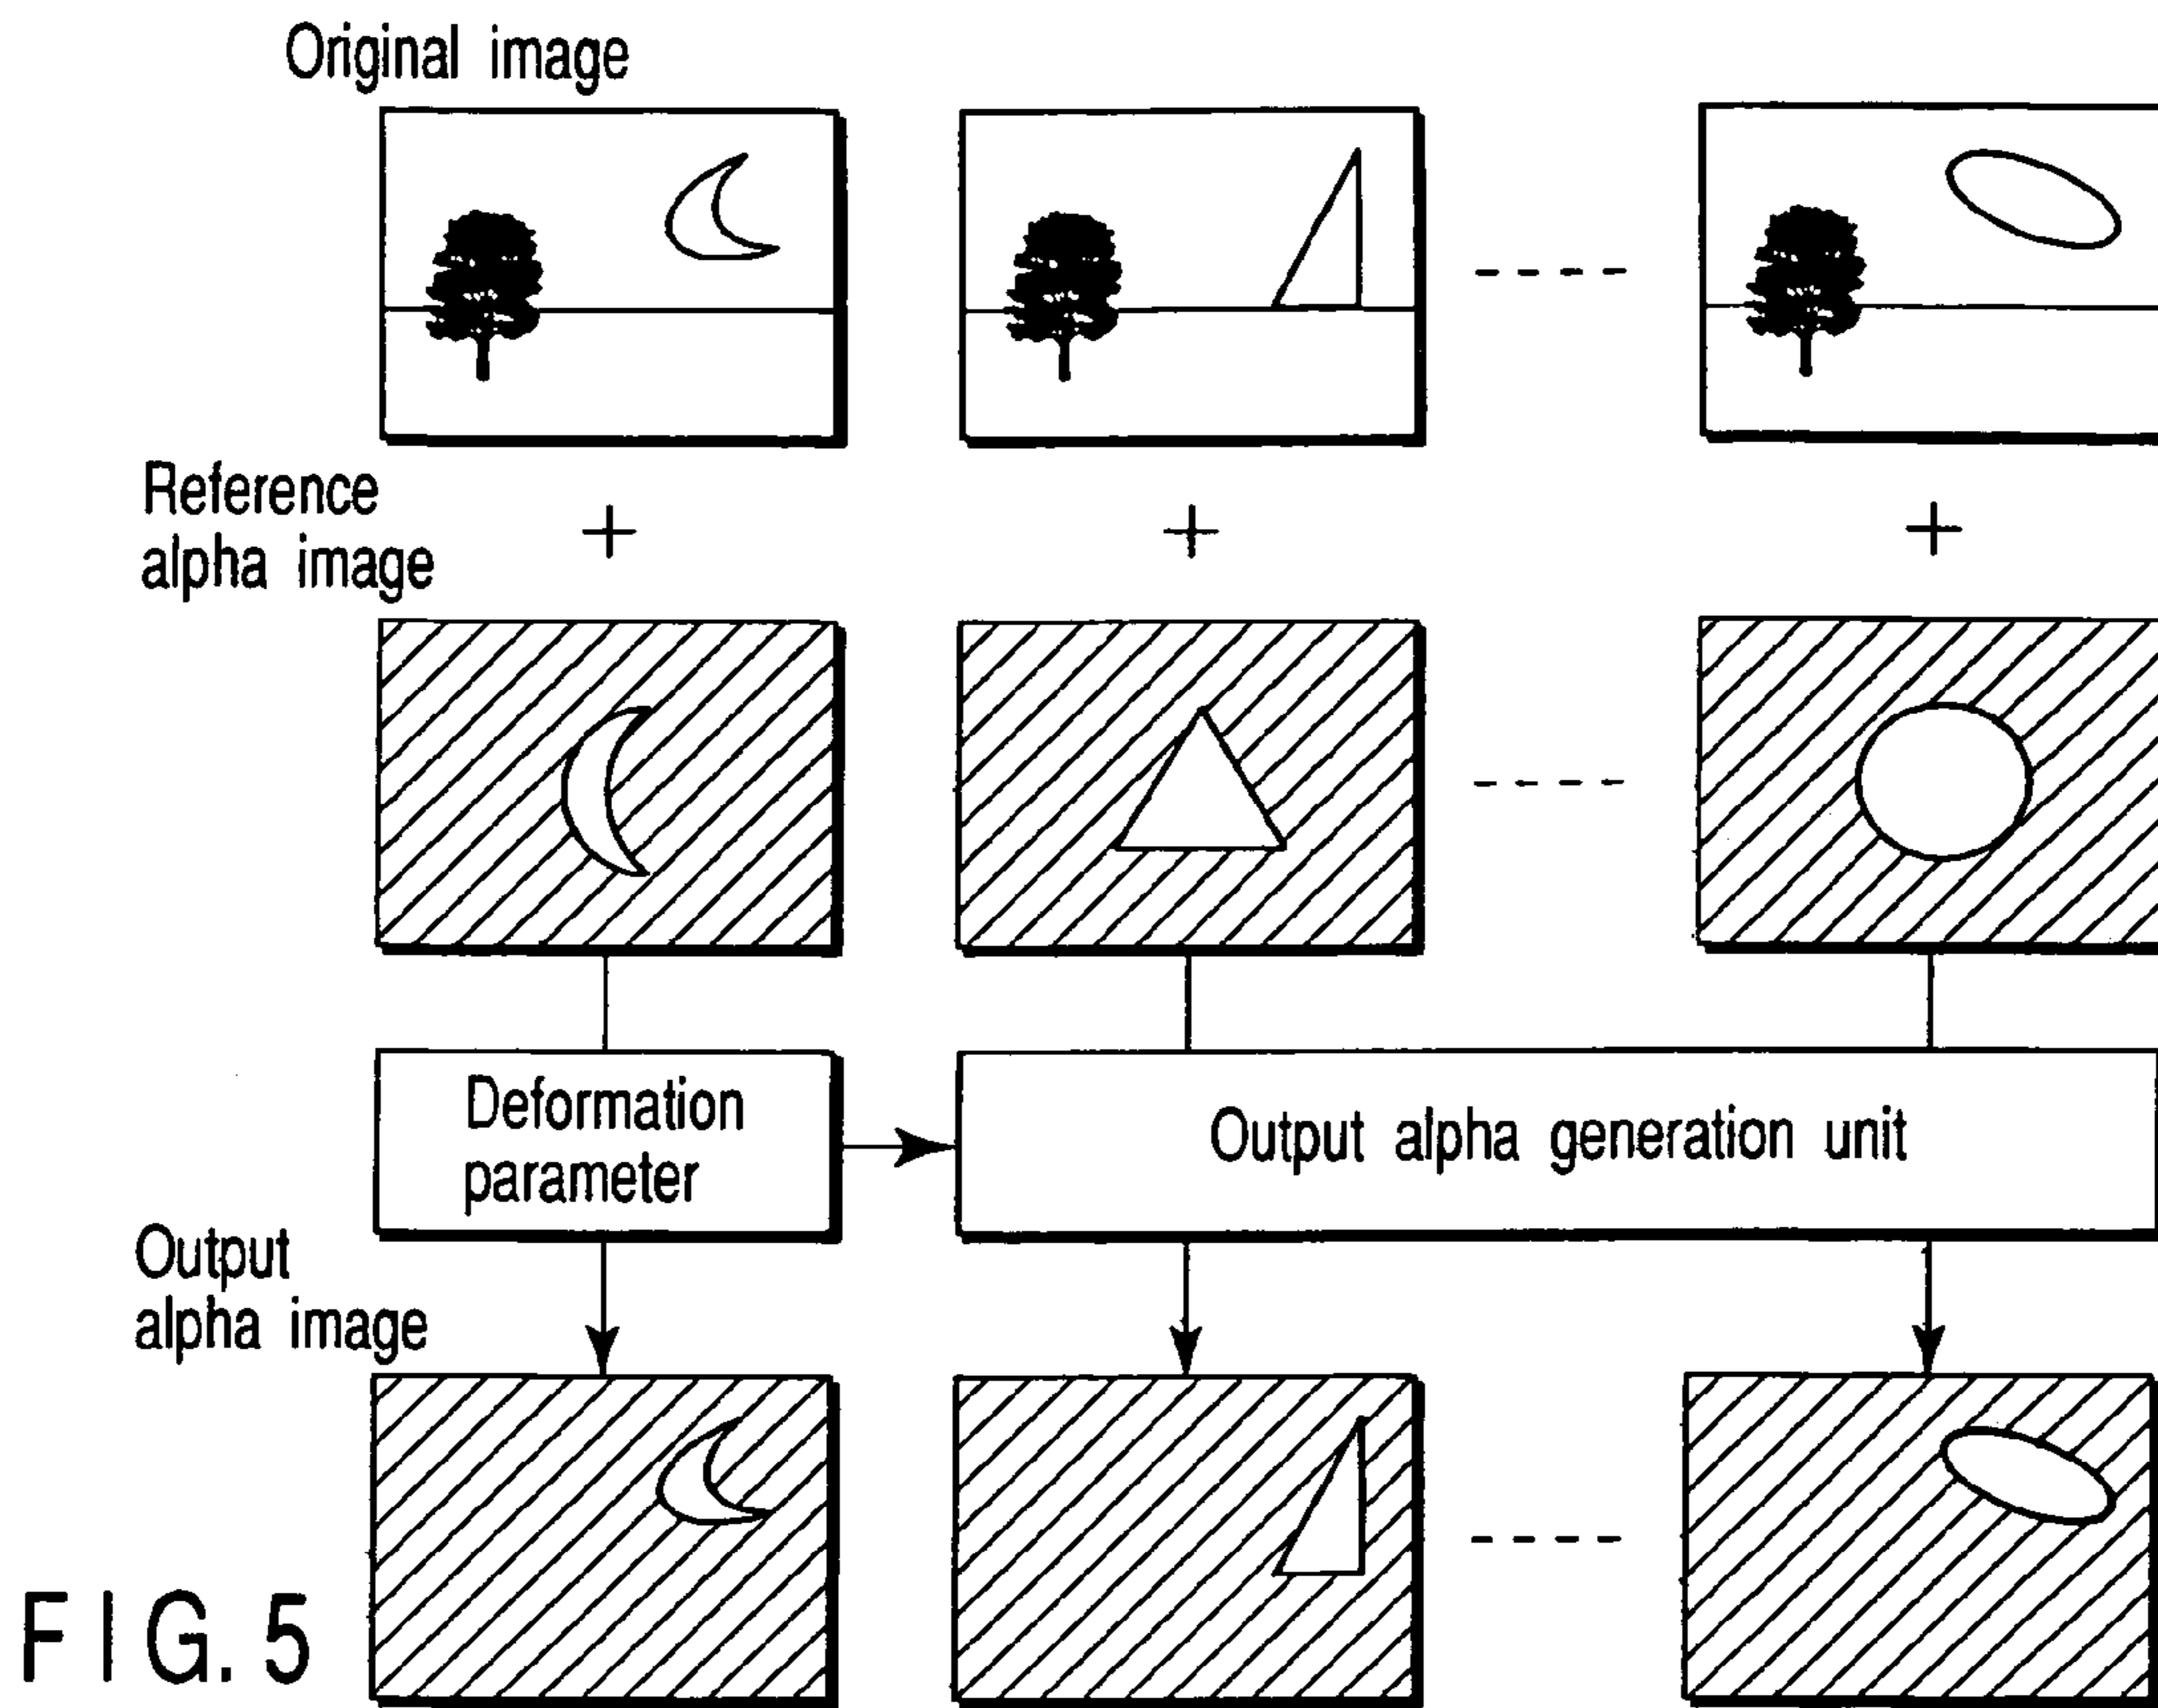 Original image
Reference
alpha image
+ + +
Deformation
parameter
Output alpha generation unit
Output
alpha image
FIG. 5